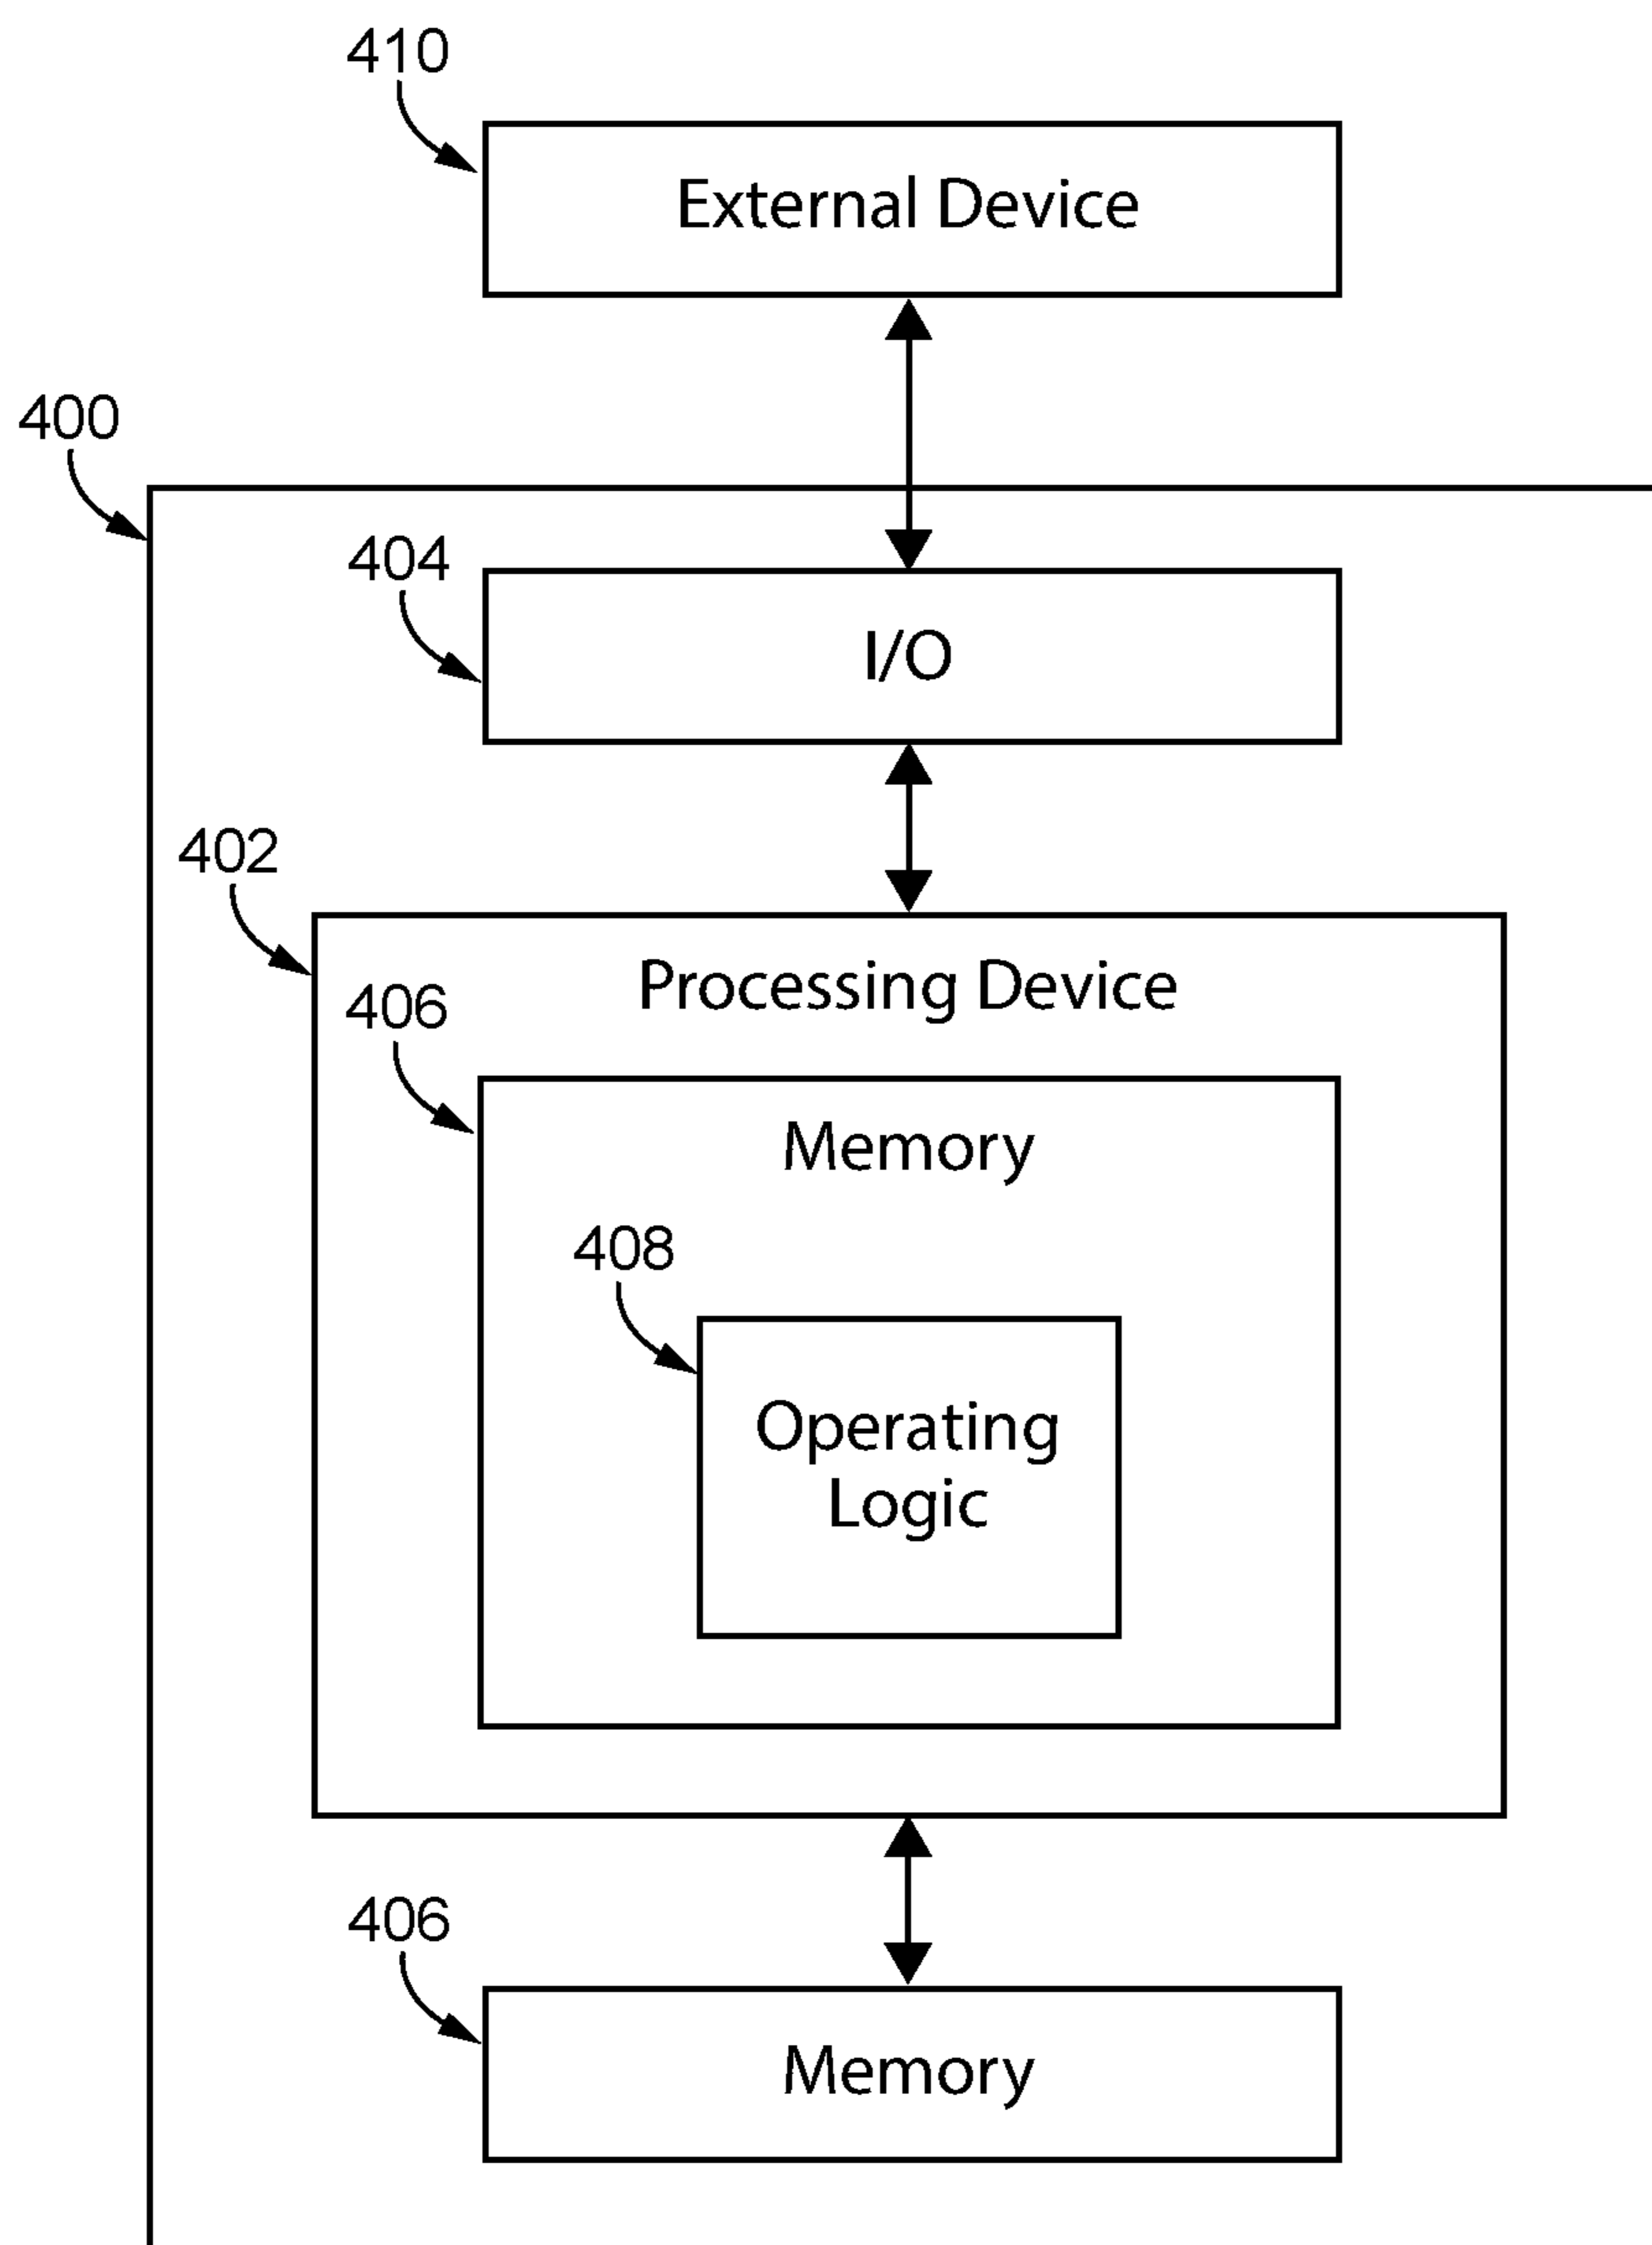 410
External Device
400
404
I/O
402
Processing Device
406
Memory
408
Operating
Logic
406
Memory